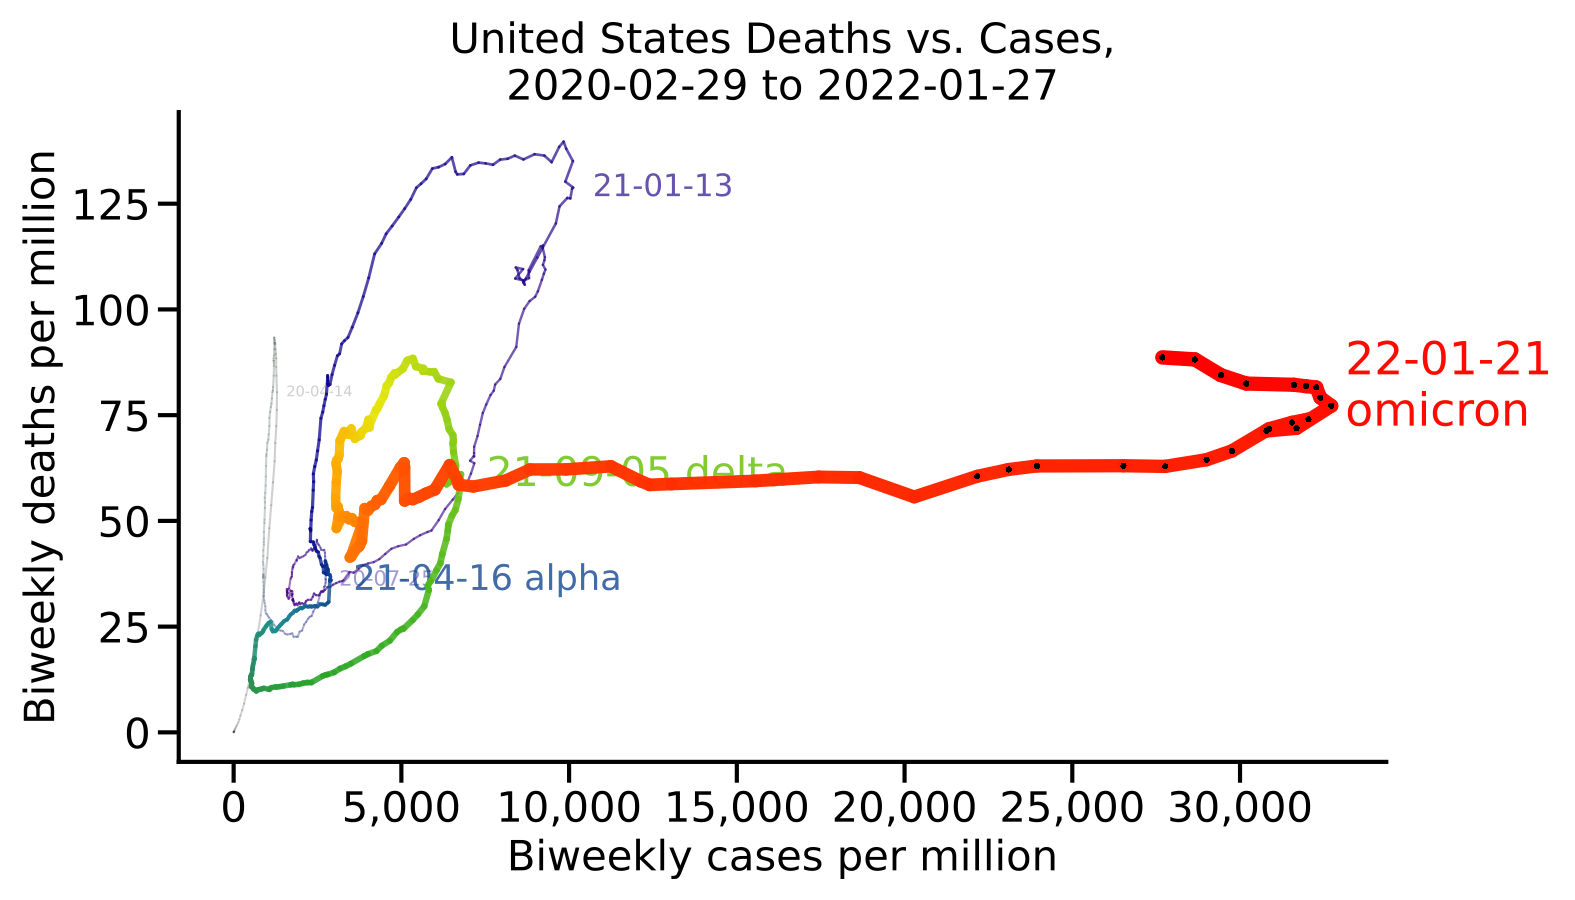 United States Deaths vs. Cases,
2020-02-29 to 2022-01-27
Biweekly deaths per million
125
100
75
50
25
0
21-01-13
20-04-14
22-01-21
omicron
21-09-05 delta
20-07-25
21-04-16 alpha
0 5,000 10,000 15,000 20,000 25,000 30,000
Biweekly cases per million